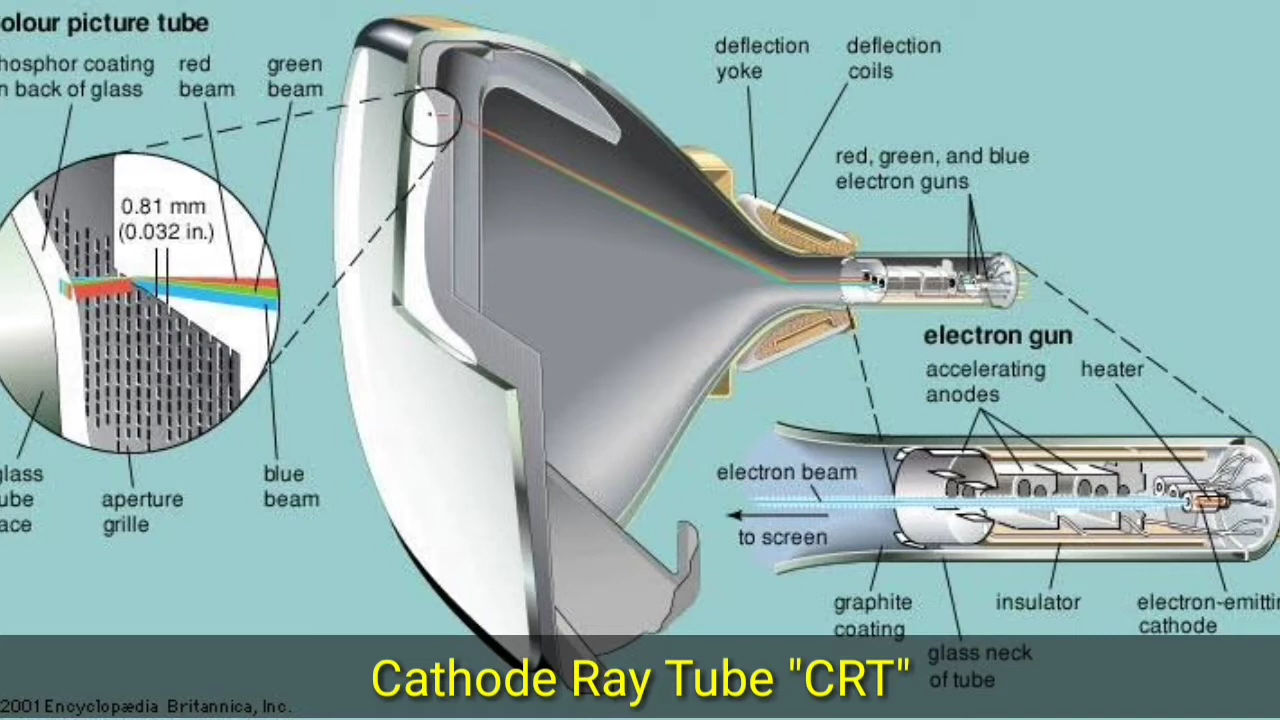 olour picture tube
hosphor coating
n back of glass
red
beam
green
beam
0.81 mm
(0.032 in.)
glass
ube
ace
aperture
grille
blue
beam
deflection
yoke
deflection
coils
red, green, and blue
electron guns
electron gun
accelerating
anodes
heater
electron beam
to screen
graphite
coating
insulator
electron-emittin
cathode
glass neck
of tube
Cathode Ray Tube "CRT"
2001 Encyclopædia Britannica, Inc.